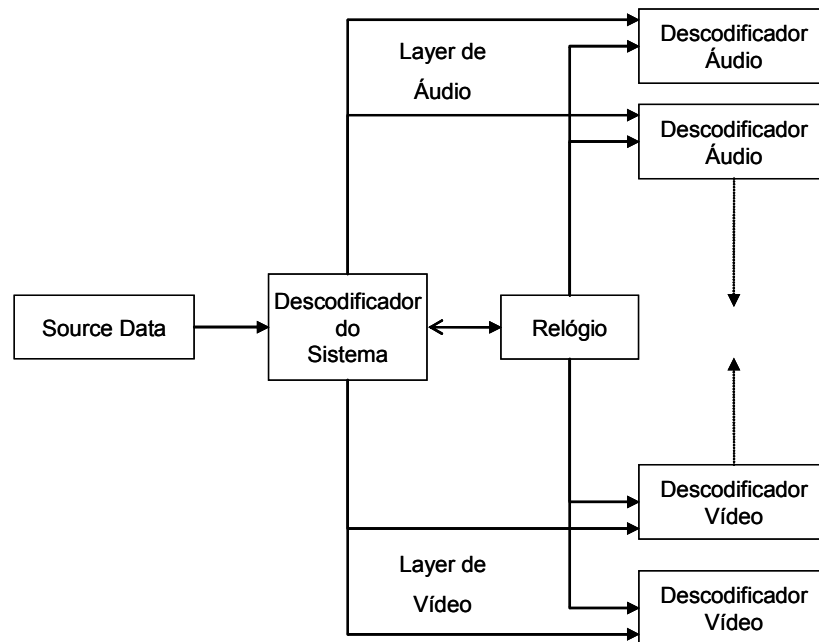 Descodificador
Áudio
Layer de
Áudio
Descodificador
Áudio
Source Data
Descodificador
do
Sistema
Relógio
Descodificador
Vídeo
Layer de
Vídeo
Descodificador
Vídeo